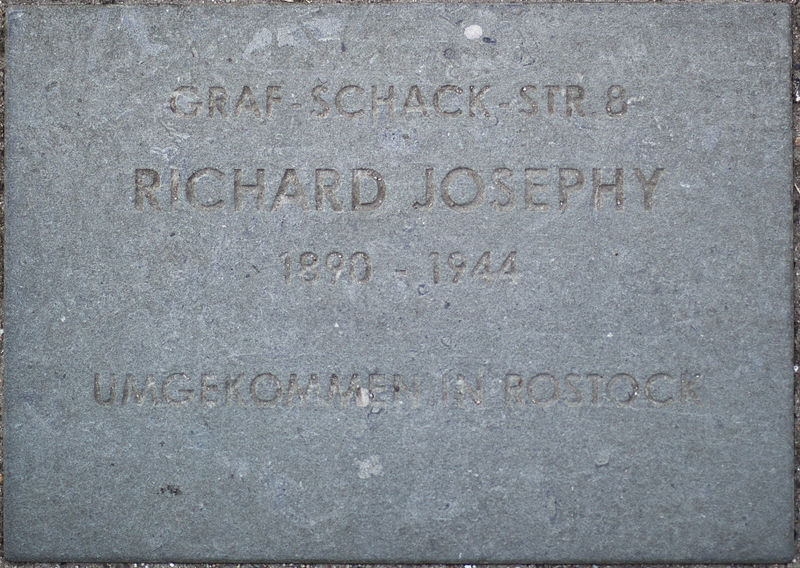 GRAF-SCHACK-STR.8
RICHARD JOSEPHY
1890 - 1944
UMGEKOMMEN IN ROSTOCK